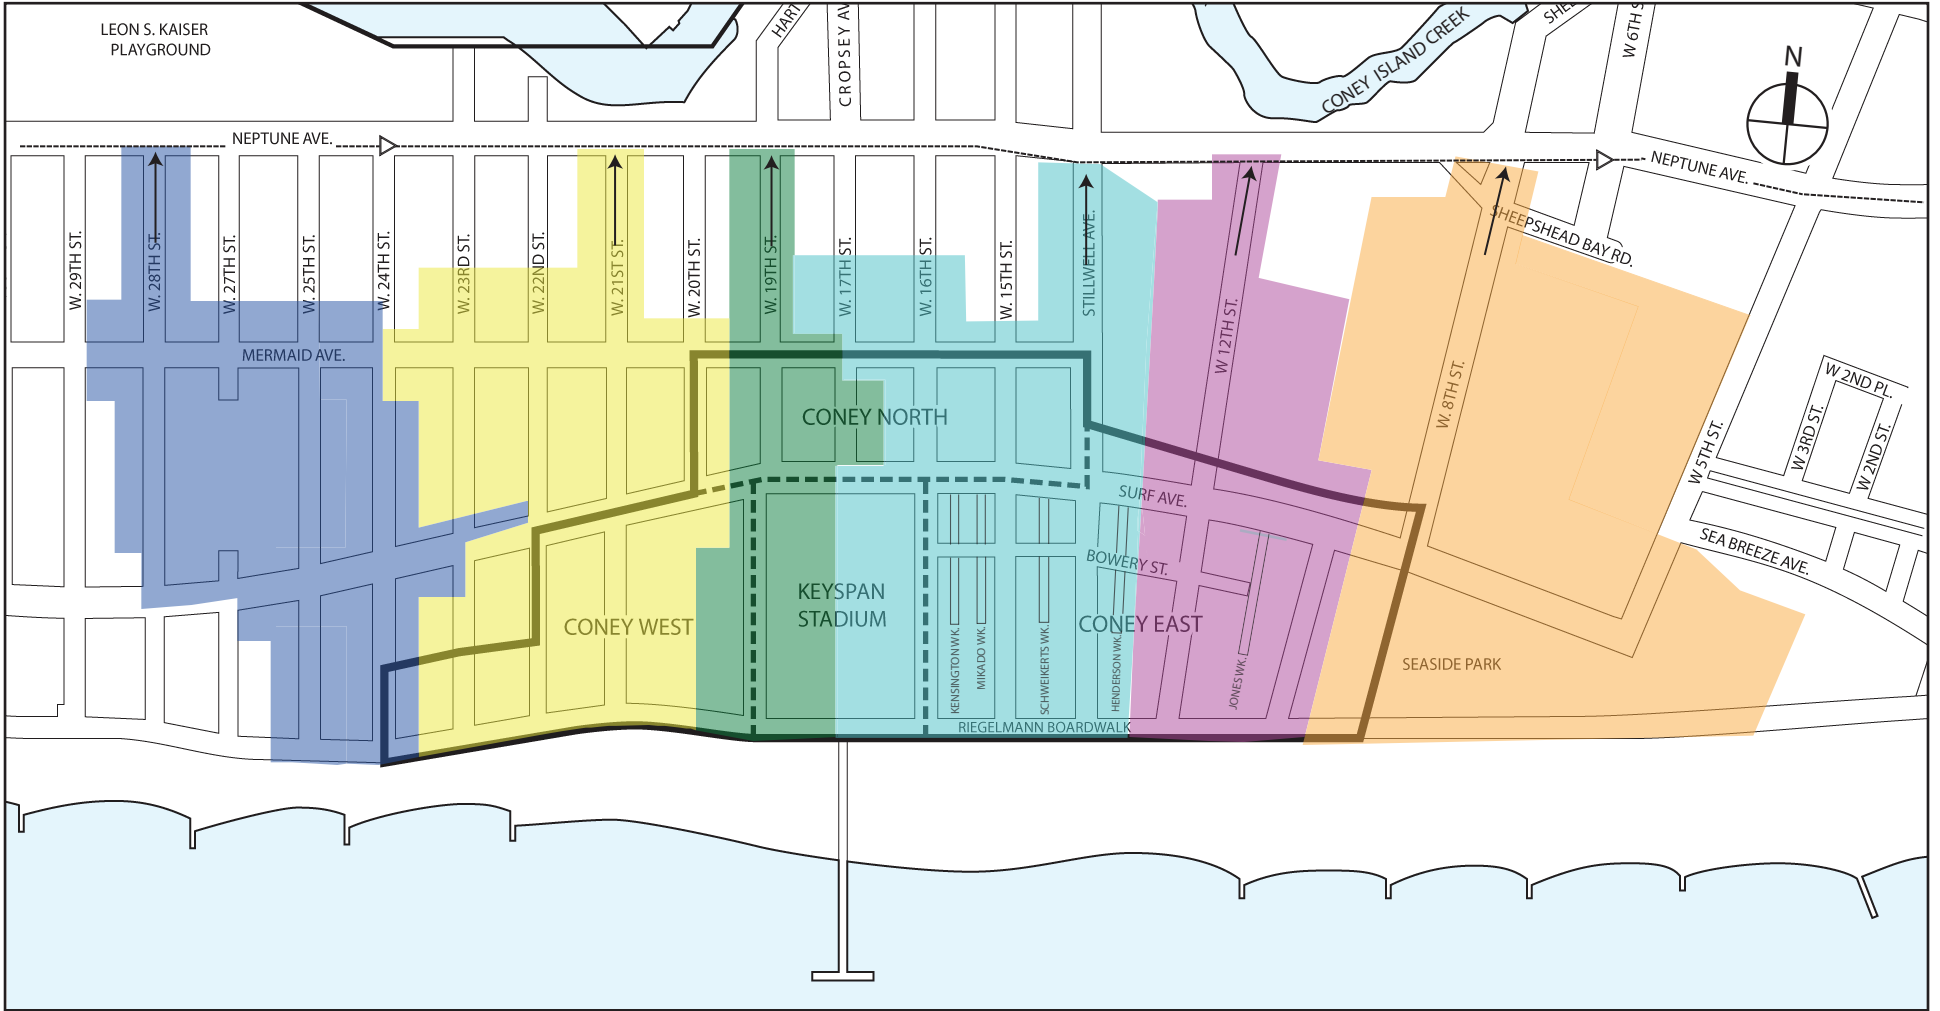 LEON S. KAISER
PLAYGROUND
HART
CROPSEY AV
CONEY ISLAND CREEK
SHEE
W 6TH S
N
NEPTUNE AVE.
NEPTUNE AVE.
SHEEPSHEAD BAY RD.
W. 29TH ST.
W. 28TH ST.
W. 27TH ST.
W. 25TH ST.
W. 24TH ST.
W. 23RD ST.
W. 22ND ST.
W. 21ST ST.
W. 20TH ST.
W. 19TH ST.
W. 17TH ST.
W. 16TH ST.
W. 15TH ST.
STILLWELL AVE.
W 12TH ST.
W. 8TH ST.
W 5TH ST.
W 3RD ST.
W 2ND PL.
W 2ND ST.
MERMAID AVE.
CONEY NORTH
SURF AVE.
BOWERY ST.
SEA BREEZE AVE.
KEYSPAN
STADIUM
CONEY WEST
CONEY EAST
KENSINGTON WK.
MIKADO WK.
SCHWEIKERTS WK.
HENDERSON WK.
JONES WK.
SEASIDE PARK
RIEGELMANN BOARDWALK